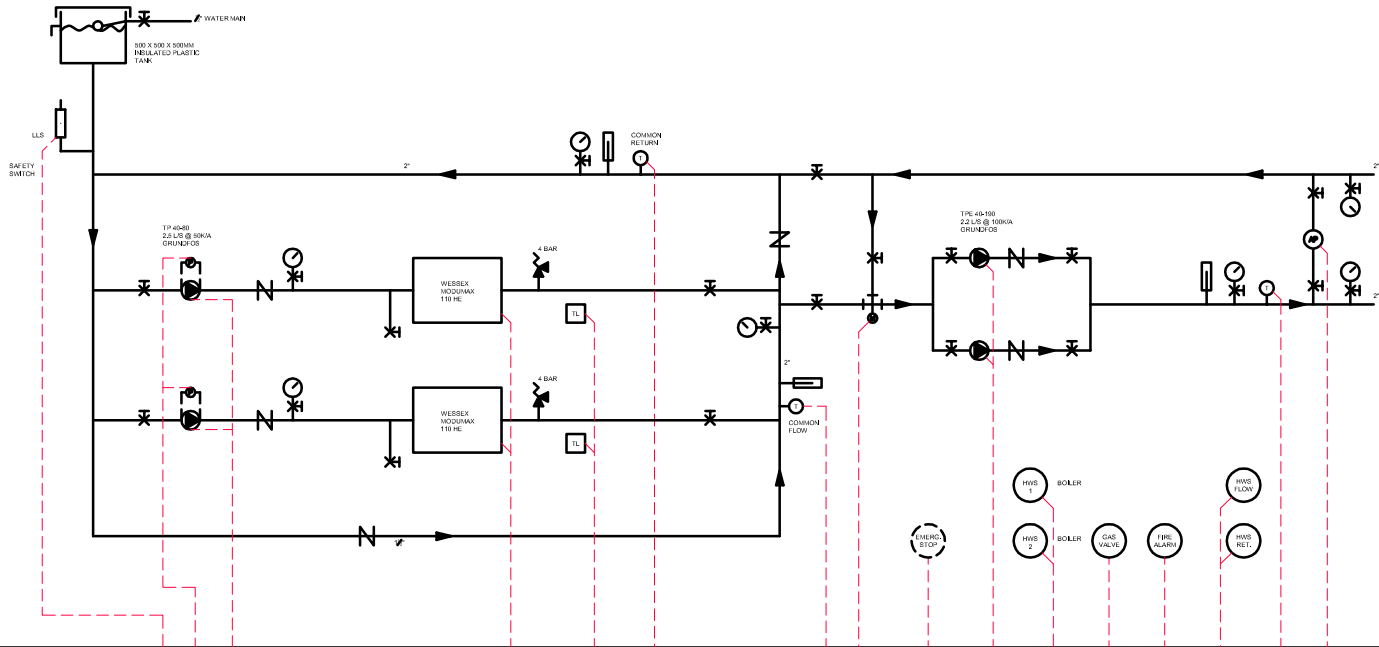 2" WATER MAIN
500 X 500 X 500MM
INSULATED PLASTIC
TANK
LLS
SAFETY
SWITCH
2"
COMMON
RETURN
T
2"
TP 40-80
2.5 L/S @ 50K/A
GRUNDFOS
P
WESSEX
MODUMAX
110 HE
4 BAR
TL
TPE 40-190
2.2 L/S @ 100K/A
GRUNDFOS
T
2"
P
WESSEX
MODUMAX
110 HE
4 BAR
TL
2"
T
COMMON
FLOW
HWS
1
BOILER
HWS
FLOW
EMERG.
STOP
HWS
2
BOILER
GAS
VALVE
FIRE
ALARM
HWS
RET.